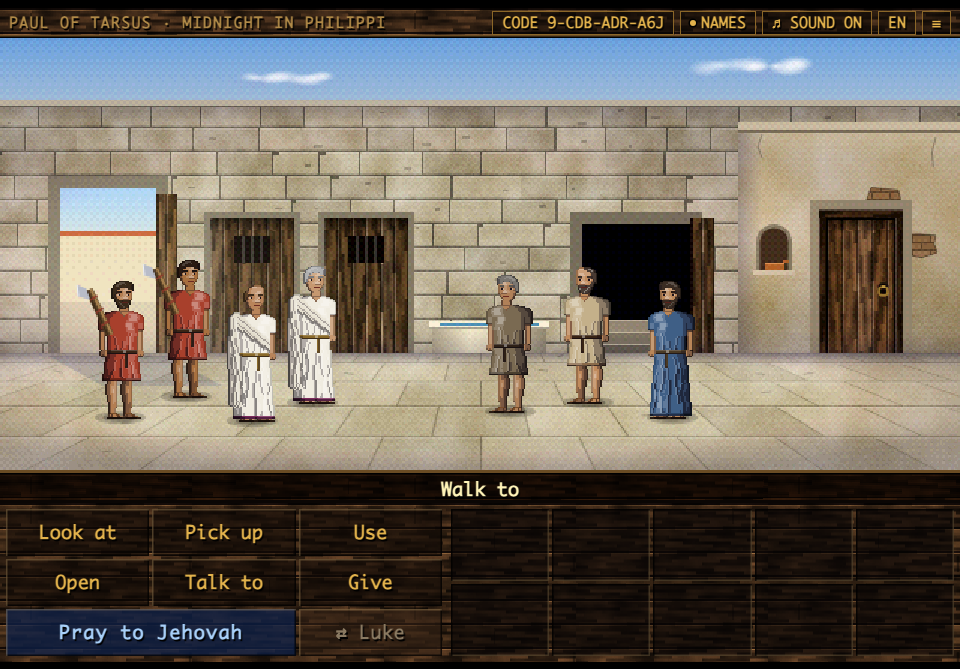 PAUL OF TARSUS · MIDNIGHT IN PHILIPPI
CODE 9-CDB-ADR-A6J
• NAMES
♬ SOUND ON
EN
≡
Walk to
Look at
Pick up
Use
Open
Talk to
Give
Pray to Jehovah
⇄ Luke